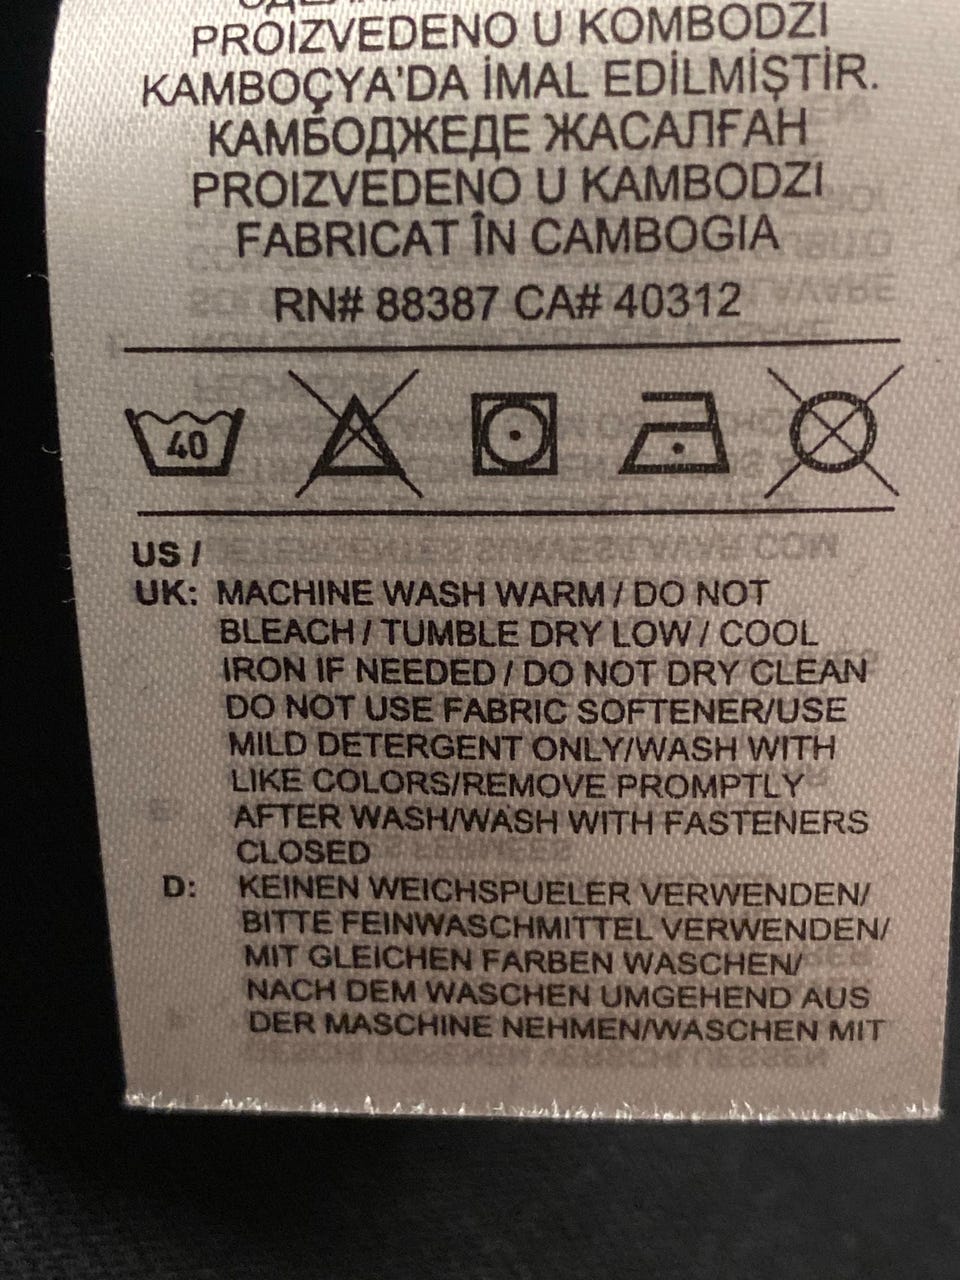 PROIZVEDENO U KOMBODZI
KAMBOÇYA'DA İMAL EDİLMİŞTİR.
КАМБОДЖЕДЕ ЖАСАЛҒАН
PROIZVEDENO U KAMBODZI
FABRICAT ÎN CAMBOGIA
RN# 88387 CA# 40312
40
US /
UK: MACHINE WASH WARM / DO NOT
BLEACH / TUMBLE DRY LOW / COOL
IRON IF NEEDED / DO NOT DRY CLEAN
DO NOT USE FABRIC SOFTENER/USE
MILD DETERGENT ONLY/WASH WITH
LIKE COLORS/REMOVE PROMPTLY
AFTER WASH/WASH WITH FASTENERS
CLOSED
D: KEINEN WEICHSPUELER VERWENDEN/
BITTE FEINWASCHMITTEL VERWENDEN/
MIT GLEICHEN FARBEN WASCHEN/
NACH DEM WASCHEN UMGEHEND AUS
DER MASCHINE NEHMEN/WASCHEN MIT